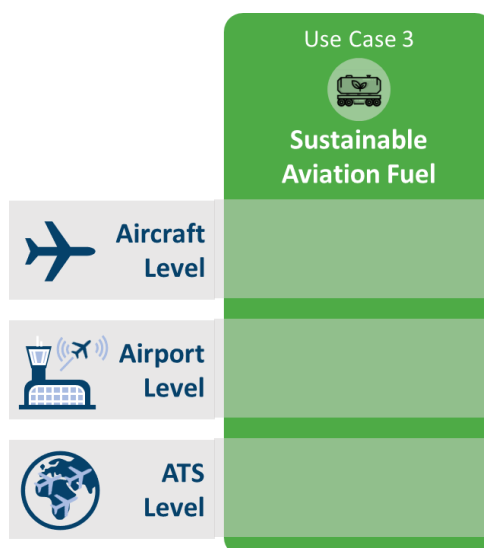 Use Case 3
Sustainable
Aviation Fuel
Aircraft
Level
Airport
Level
ATS
Level